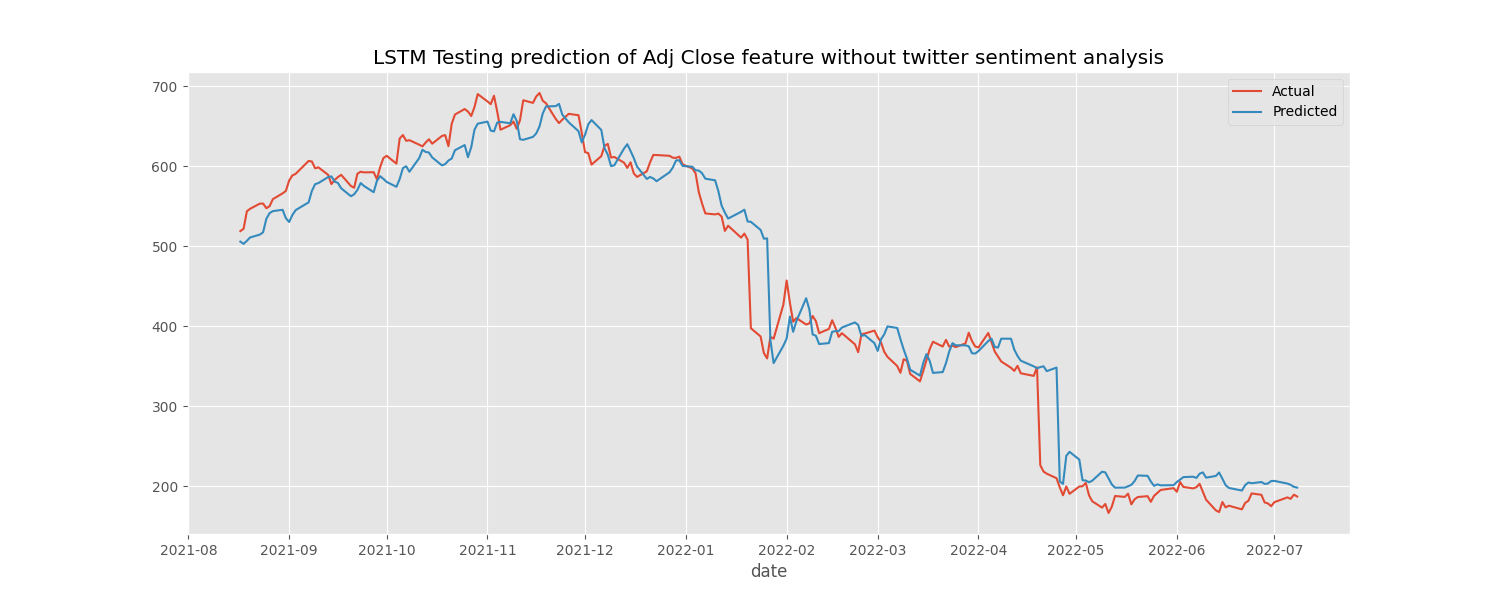 LSTM Testing prediction of Adj Close feature without twitter sentiment analysis
Actual
Predicted
700
600
500
400
300
200
2021-08 2021-09 2021-10 2021-11 2021-12 2022-01 2022-02 2022-03 2022-04 2022-05 2022-06 2022-07
date